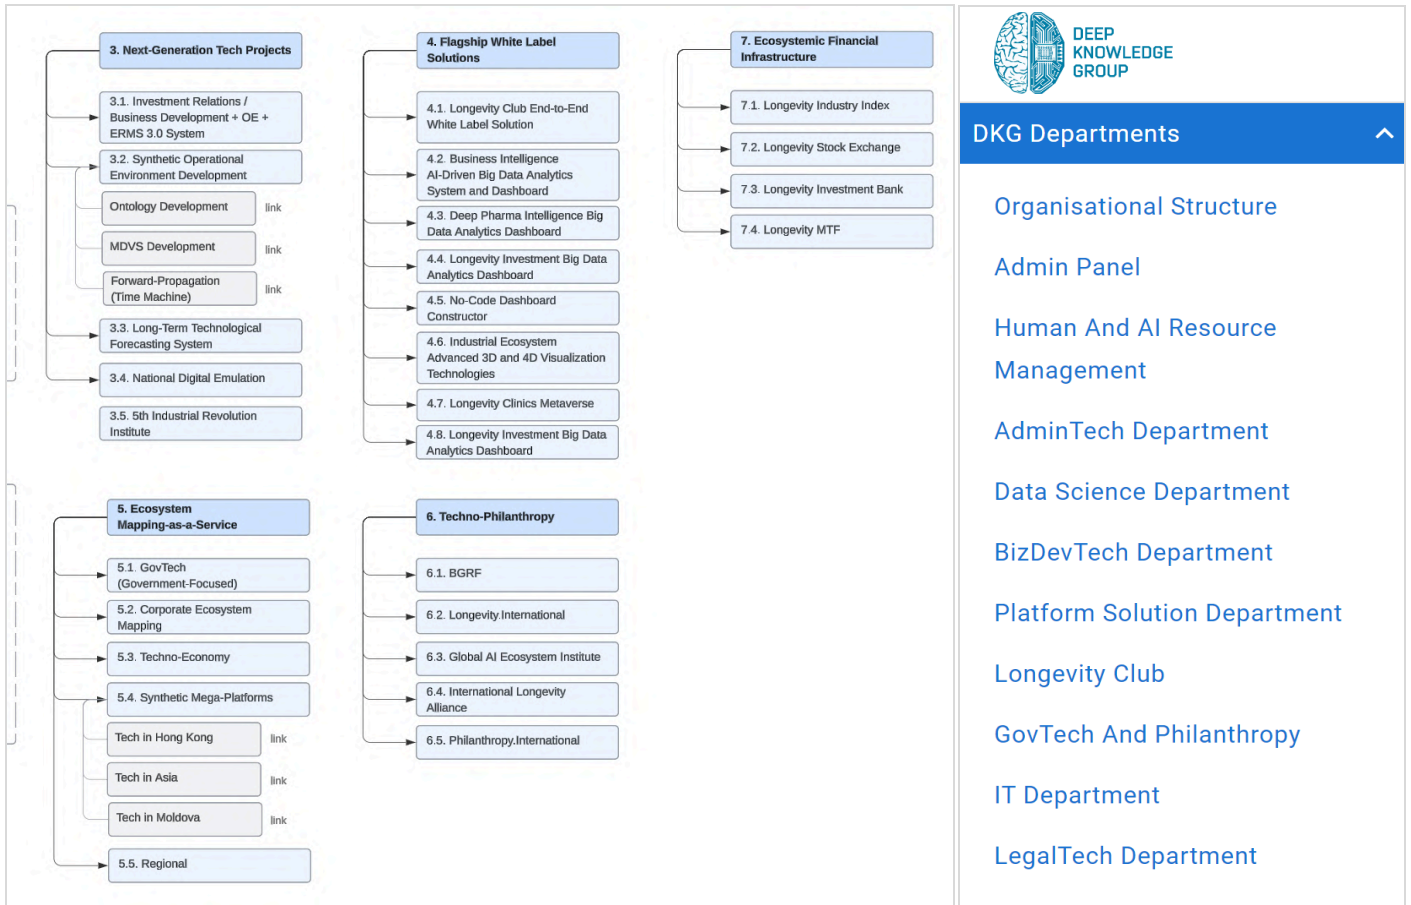 3. Next-Generation Tech Projects
3.1. Investment Relations /
Business Development + OE +
ERMS 3.0 System
3.2. Synthetic Operational
Environment Development
Ontology Development
link
MDVS Development
link
Forward-Propagation
(Time Machine)
link
3.3. Long-Term Technological
Forecasting System
3.4. National Digital Emulation
3.5. 5th Industrial Revolution
Institute
4. Flagship White Label
Solutions
4.1. Longevity Club End-to-End
White Label Solution
4.2. Business Intelligence
AI-Driven Big Data Analytics
System and Dashboard
4.3. Deep Pharma Intelligence Big
Data Analytics Dashboard
4.4. Longevity Investment Big Data
Analytics Dashboard
4.5. No-Code Dashboard
Constructor
4.6. Industrial Ecosystem
Advanced 3D and 4D Visualization
Technologies
4.7. Longevity Clinics Metaverse
4.8. Longevity Investment Big Data
Analytics Dashboard
7. Ecosystemic Financial
Infrastructure
7.1. Longevity Industry Index
7.2. Longevity Stock Exchange
7.3. Longevity Investment Bank
7.4. Longevity MTF
5. Ecosystem
Mapping-as-a-Service
5.1. GovTech
(Government-Focused)
5.2. Corporate Ecosystem
Mapping
5.3. Techno-Economy
5.4. Synthetic Mega-Platforms
Tech in Hong Kong
link
Tech in Asia
link
Tech in Moldova
link
5.5. Regional
6. Techno-Philanthropy
6.1. BGRF
6.2. Longevity.International
6.3. Global AI Ecosystem Institute
6.4. International Longevity
Alliance
6.5. Philanthropy.International
DEEP
KNOWLEDGE
GROUP
DKG Departments
Organisational Structure
Admin Panel
Human And AI Resource
Management
AdminTech Department
Data Science Department
BizDevTech Department
Platform Solution Department
Longevity Club
GovTech And Philanthropy
IT Department
LegalTech Department